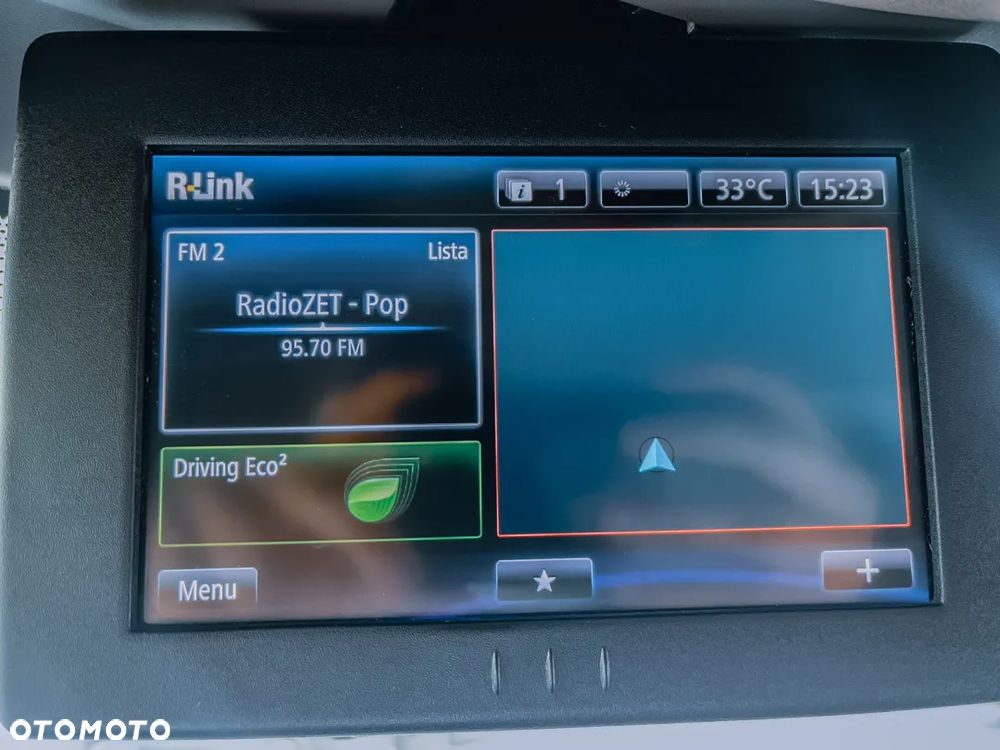 R-Link
i 1
33°C
15:23
FM 2 Lista
RadioZET - Pop
95.70 FM
Driving Eco²
Menu
OTOMOTO